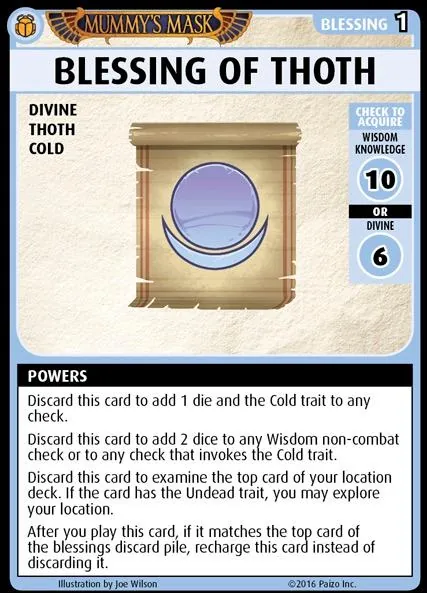 MUMMY'S MASK
BLESSING 1
BLESSING OF THOTH
DIVINE
THOTH
COLD
CHECK TO
ACQUIRE
WISDOM
KNOWLEDGE
10
OR
DIVINE
6
POWERS
Discard this card to add 1 die and the Cold trait to any
check.
Discard this card to add 2 dice to any Wisdom non-combat
check or to any check that invokes the Cold trait.
Discard this card to examine the top card of your location
deck. If the card has the Undead trait, you may explore
your location.
After you play this card, if it matches the top card of
the blessings discard pile, recharge this card instead of
discarding it.
Illustration by Joe Wilson ©2016 Paizo Inc.